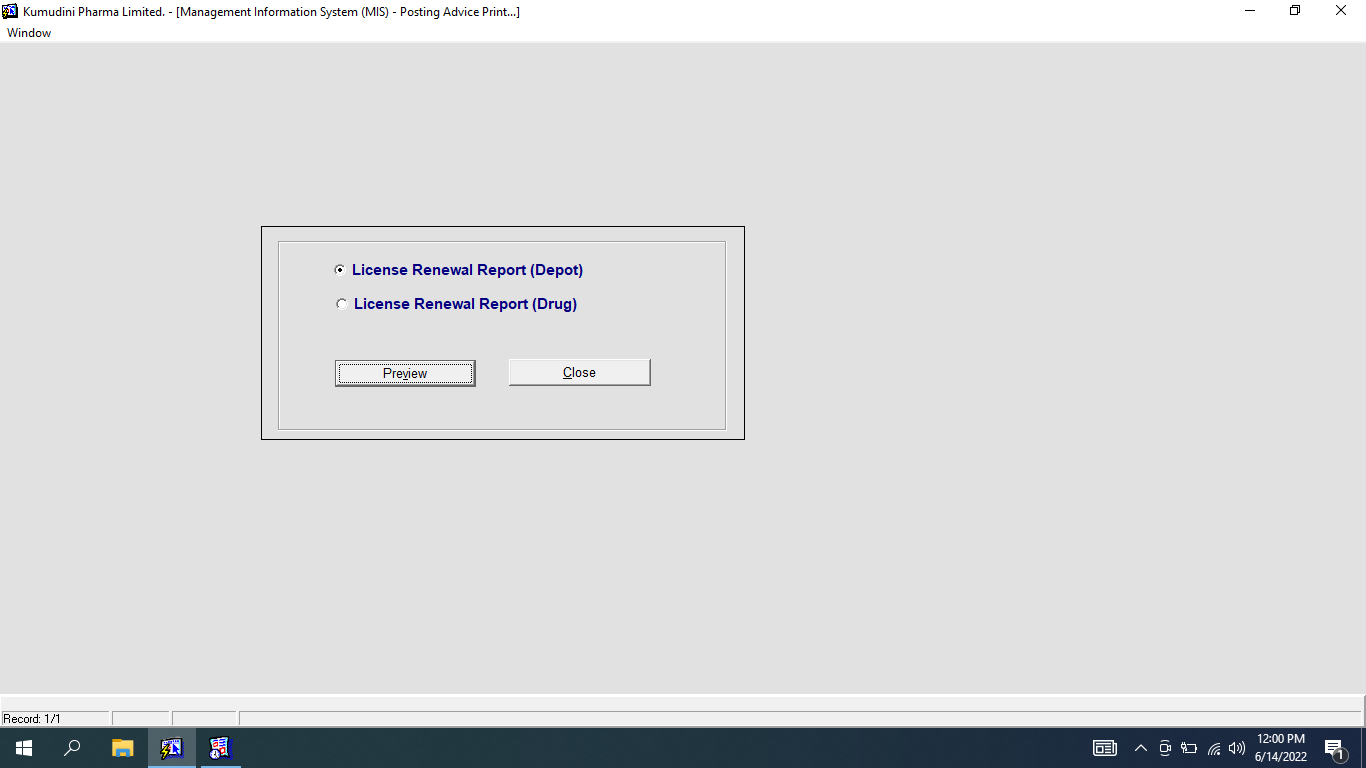 Kumudini Pharma Limited. - [Management Information System (MIS) - Posting Advice Print...]
Window
License Renewal Report (Depot)
License Renewal Report (Drug)
Preview
Close
Record: 1/1
12:00 PM
6/14/2022
1